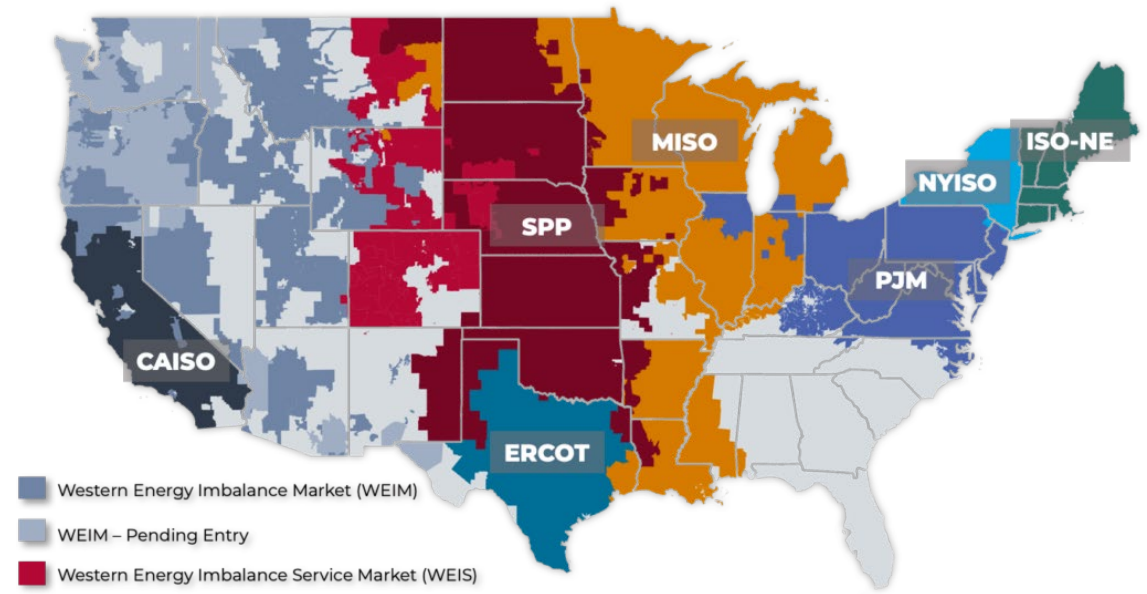 MISO
ISO-NE
NYISO
SPP
PJM
CAISO
ERCOT
Western Energy Imbalance Market (WEIM)
WEIM – Pending Entry
Western Energy Imbalance Service Market (WEIS)